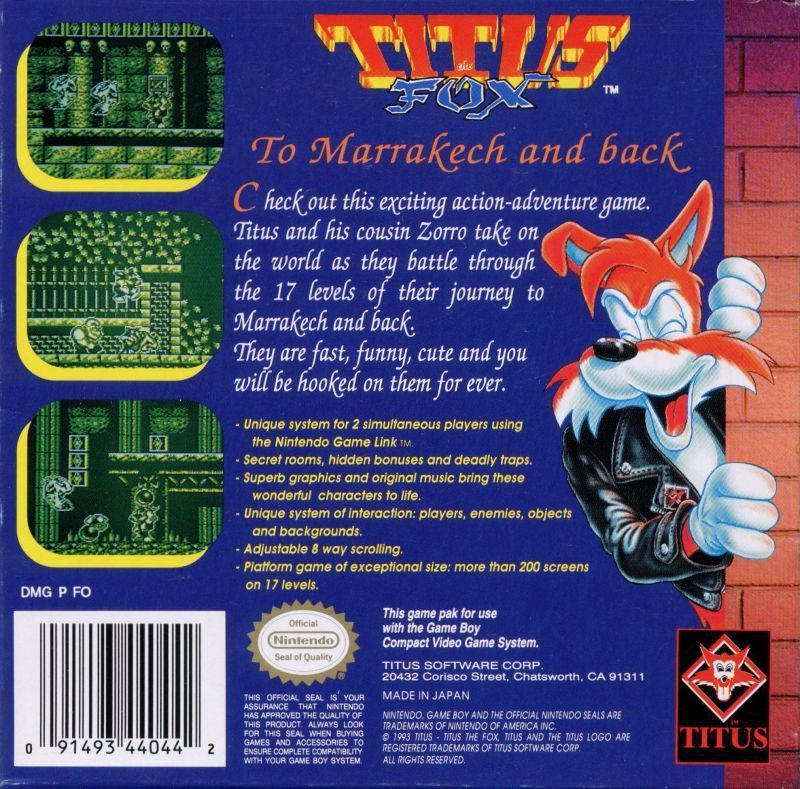 TITUS
the
FOX TM
To Marrakech and back
Check out this exciting action-adventure game.
Titus and his cousin Zorro take on
the world as they battle through
the 17 levels of their journey to
Marrakech and back.
They are fast, funny, cute and you
will be hooked on them for ever.
- Unique system for 2 simultaneous players using
the Nintendo Game Link TM.
- Secret rooms, hidden bonuses and deadly traps.
- Superb graphics and original music bring these
wonderful characters to life.
- Unique system of interaction: players, enemies, objects
and backgrounds.
- Adjustable 8 way scrolling.
- Platform game of exceptional size: more than 200 screens
on 17 levels.
DMG P FO
0 91493 44044 2
Official
Nintendo
Seal of Quality
®
THIS OFFICIAL SEAL IS YOUR
ASSURANCE THAT NINTENDO
HAS APPROVED THE QUALITY OF
THIS PRODUCT. ALWAYS LOOK
FOR THIS SEAL WHEN BUYING
GAMES AND ACCESSORIES TO
ENSURE COMPLETE COMPATIBILITY
WITH YOUR GAME BOY SYSTEM.
This game pak for use
with the Game Boy
Compact Video Game System.
TITUS SOFTWARE CORP.
20432 Corisco Street, Chatsworth, CA 91311
MADE IN JAPAN
NINTENDO, GAME BOY AND THE OFFICIAL NINTENDO SEALS ARE
TRADEMARKS OF NINTENDO OF AMERICA INC.
© 1993 TITUS - TITUS THE FOX, TITUS AND THE TITUS LOGO ARE
REGISTERED TRADEMARKS OF TITUS SOFTWARE CORP.
ALL RIGHTS RESERVED.
TM
TITUS